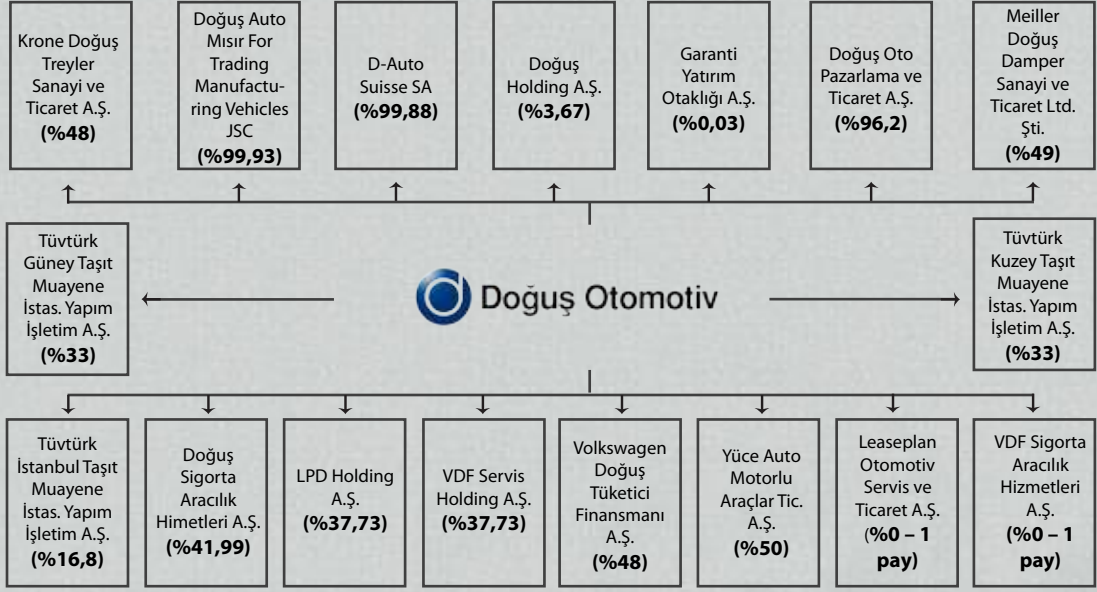 Krone Doğuş
Treyler
Sanayi ve
Ticaret A.Ş.
(%48)
Doğuş Auto
Mısır For
Trading
Manufactu-
ring Vehicles
JSC
(%99,93)
D-Auto
Suisse SA
(%99,88)
Doğuş
Holding A.Ş.
(%3,67)
Garanti
Yatırım
Otaklığı A.Ş.
(%0,03)
Doğuş Oto
Pazarlama ve
Ticaret A.Ş.
(%96,2)
Meiller
Doğuş
Damper
Sanayi ve
Ticaret Ltd.
Şti.
(%49)
Tüvtürk
Güney Taşıt
Muayene
İstas. Yapım
İşletim A.Ş.
(%33)
Doğuş Otomotiv
Tüvtürk
Kuzey Taşıt
Muayene
İstas. Yapım
İşletim A.Ş.
(%33)
Tüvtürk
İstanbul Taşıt
Muayene
İstas. Yapım
İşletim A.Ş.
(%16,8)
Doğuş
Sigorta
Aracılık
Himetleri A.Ş.
(%41,99)
LPD Holding
A.Ş.
(%37,73)
VDF Servis
Holding A.Ş.
(%37,73)
Volkswagen
Doğuş
Tüketici
Finansmanı
A.Ş.
(%48)
Yüce Auto
Motorlu
Araçlar Tic.
A.Ş.
(%50)
Leaseplan
Otomotiv
Servis ve
Ticaret A.Ş.
(%0 – 1
pay)
VDF Sigorta
Aracılık
Hizmetleri
A.Ş.
(%0 – 1
pay)